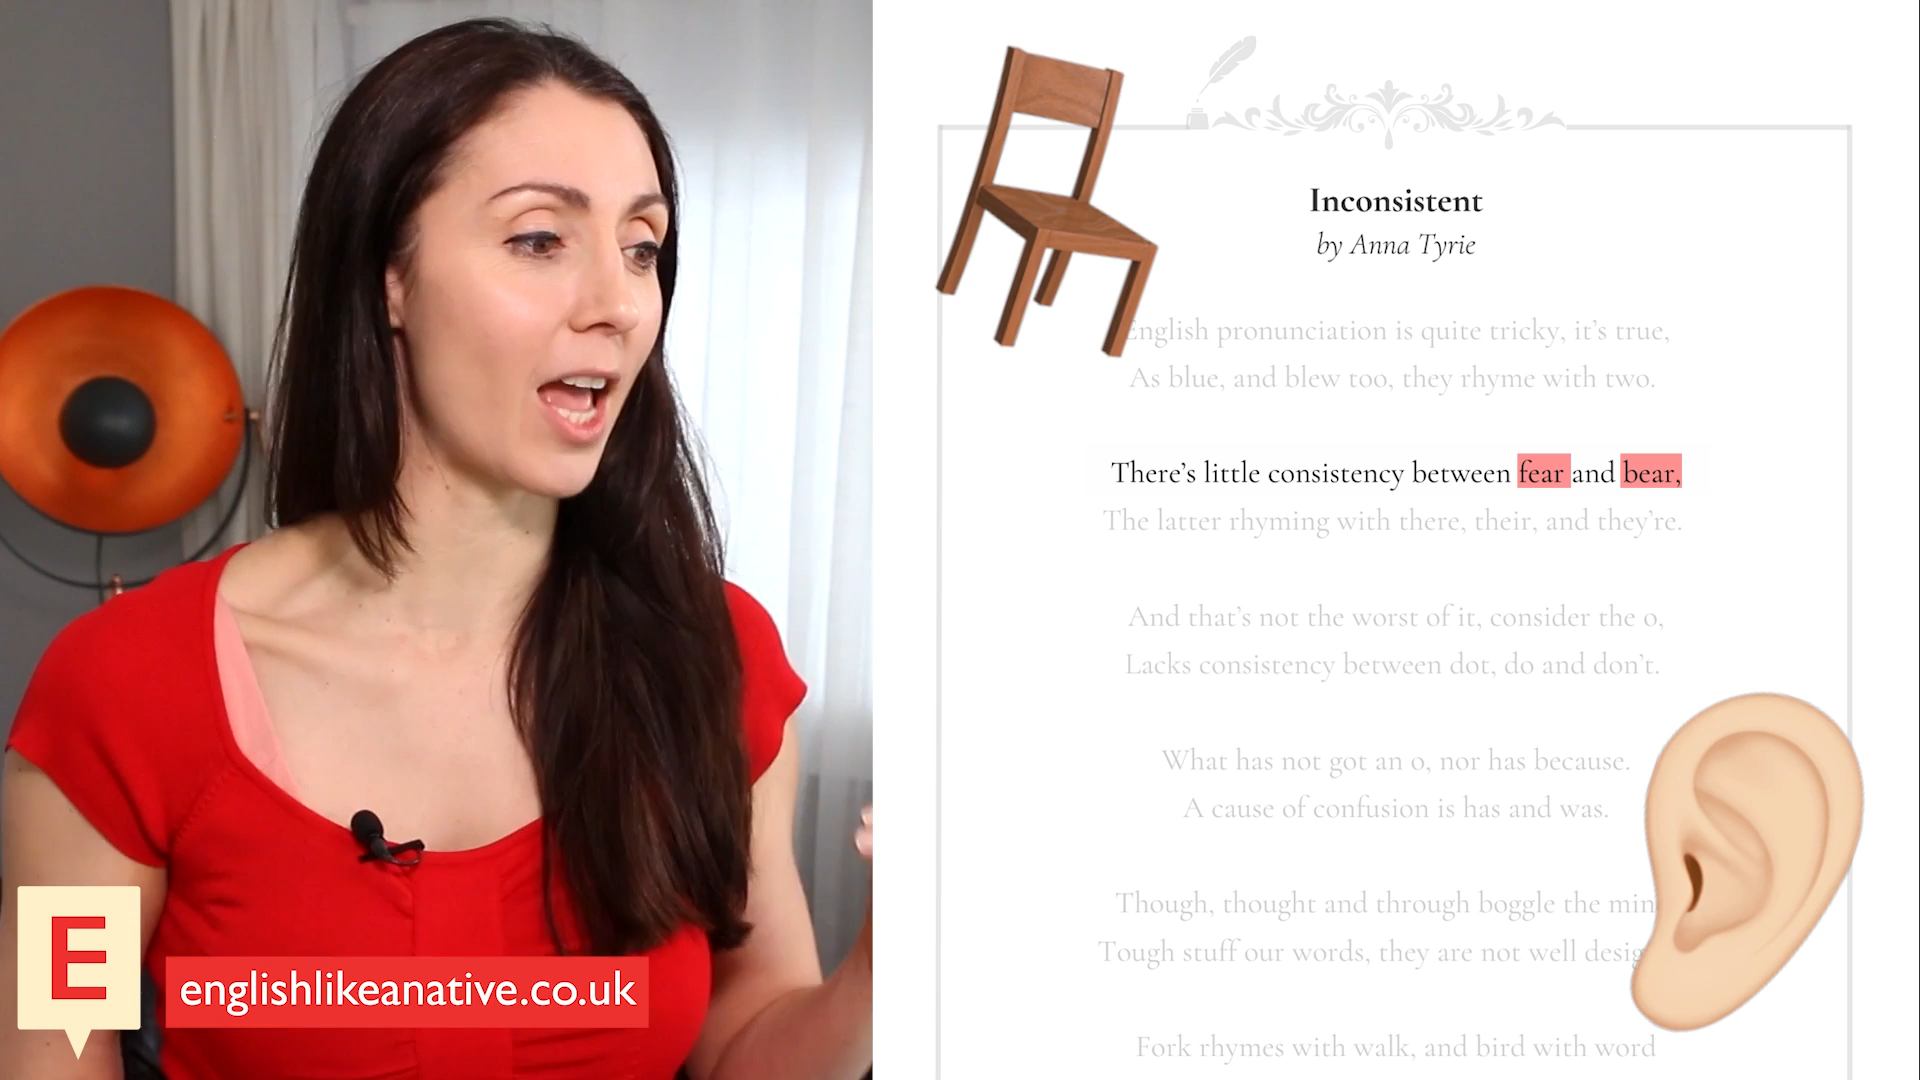 Inconsistent
by Anna Tyrie
English pronunciation is quite tricky, it's true,
As blue, and blew too, they rhyme with two.
There's little consistency between fear and bear,
The latter rhyming with there, their, and they're.
And that's not the worst of it, consider the o,
Lacks consistency between dot, do and don't.
What has not got an o, nor has because.
A cause of confusion is has and was.
Though, thought and through boggle the min
Tough stuff our words, they are not well desig
Fork rhymes with walk, and bird with word
E
englishlikeanative.co.uk